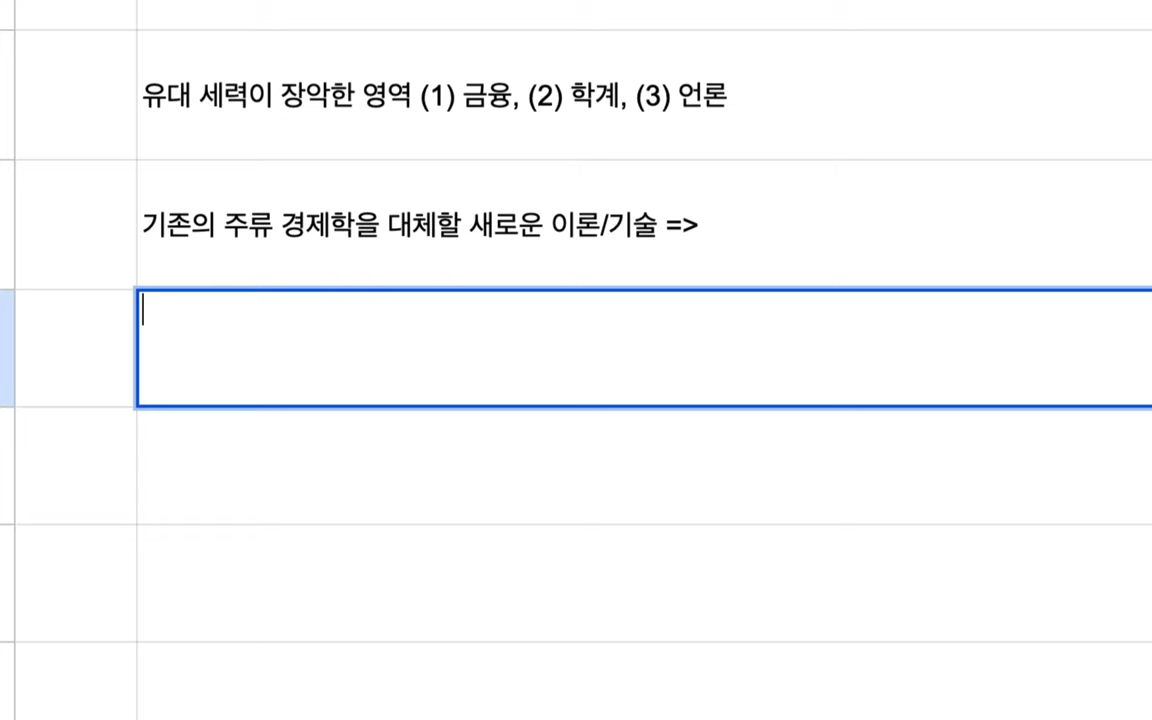 유대 세력이 장악한 영역 (1) 금융, (2) 학계, (3) 언론
기존의 주류 경제학을 대체할 새로운 이론/기술 =>